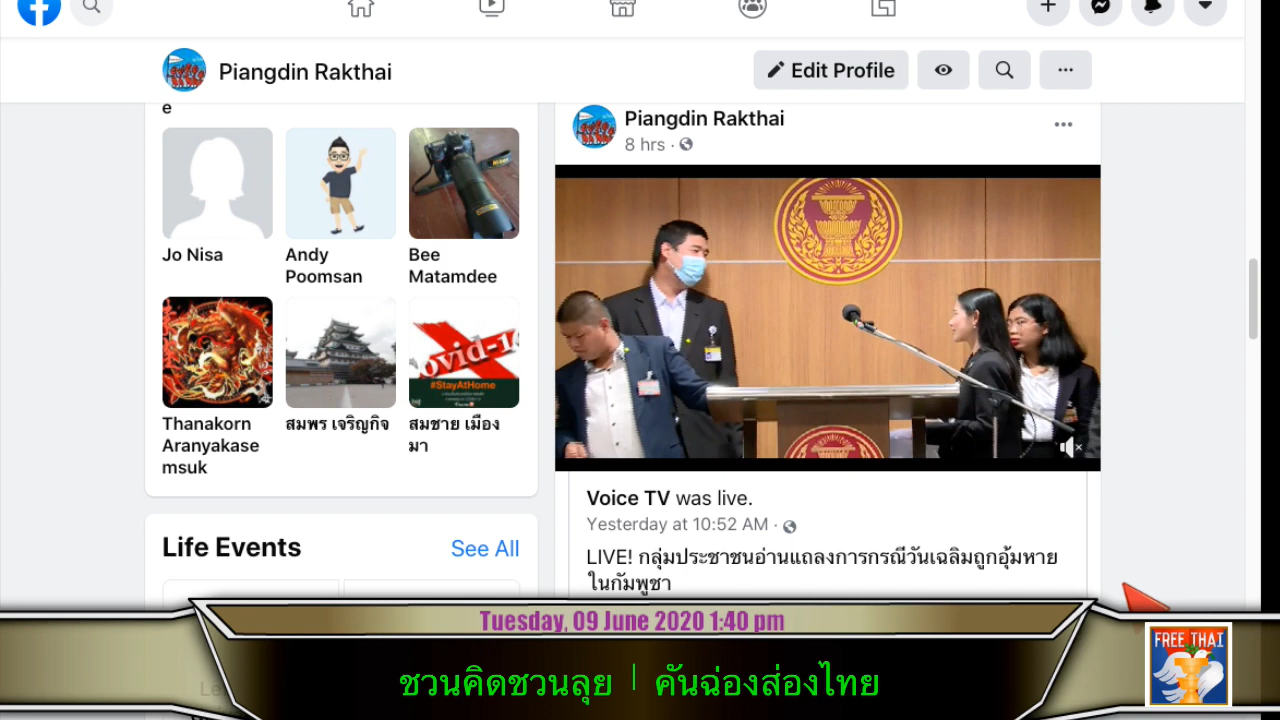 Piangdin Rakthai
Edit Profile
e
Jo Nisa
Andy
Poomsan
Bee
Matamdee
ovid-1
#StayAtHome
Thanakorn
Aranyakase
msuk
สมพร เจริญกิจ
สมชาย เมือง
มา
Life Events
See All
Piangdin Rakthai
8 hrs
Voice TV was live.
Yesterday at 10:52 AM
LIVE! กลุ่มประชาชนอ่านแถลงการกรณีวันเฉลิมถูกอุ้มหาย
ในกัมพูชา
Tuesday, 09 June 2020 1:40 pm
ชวนคิดชวนลุย | คันฉ่องส่องไทย
FREE THAI